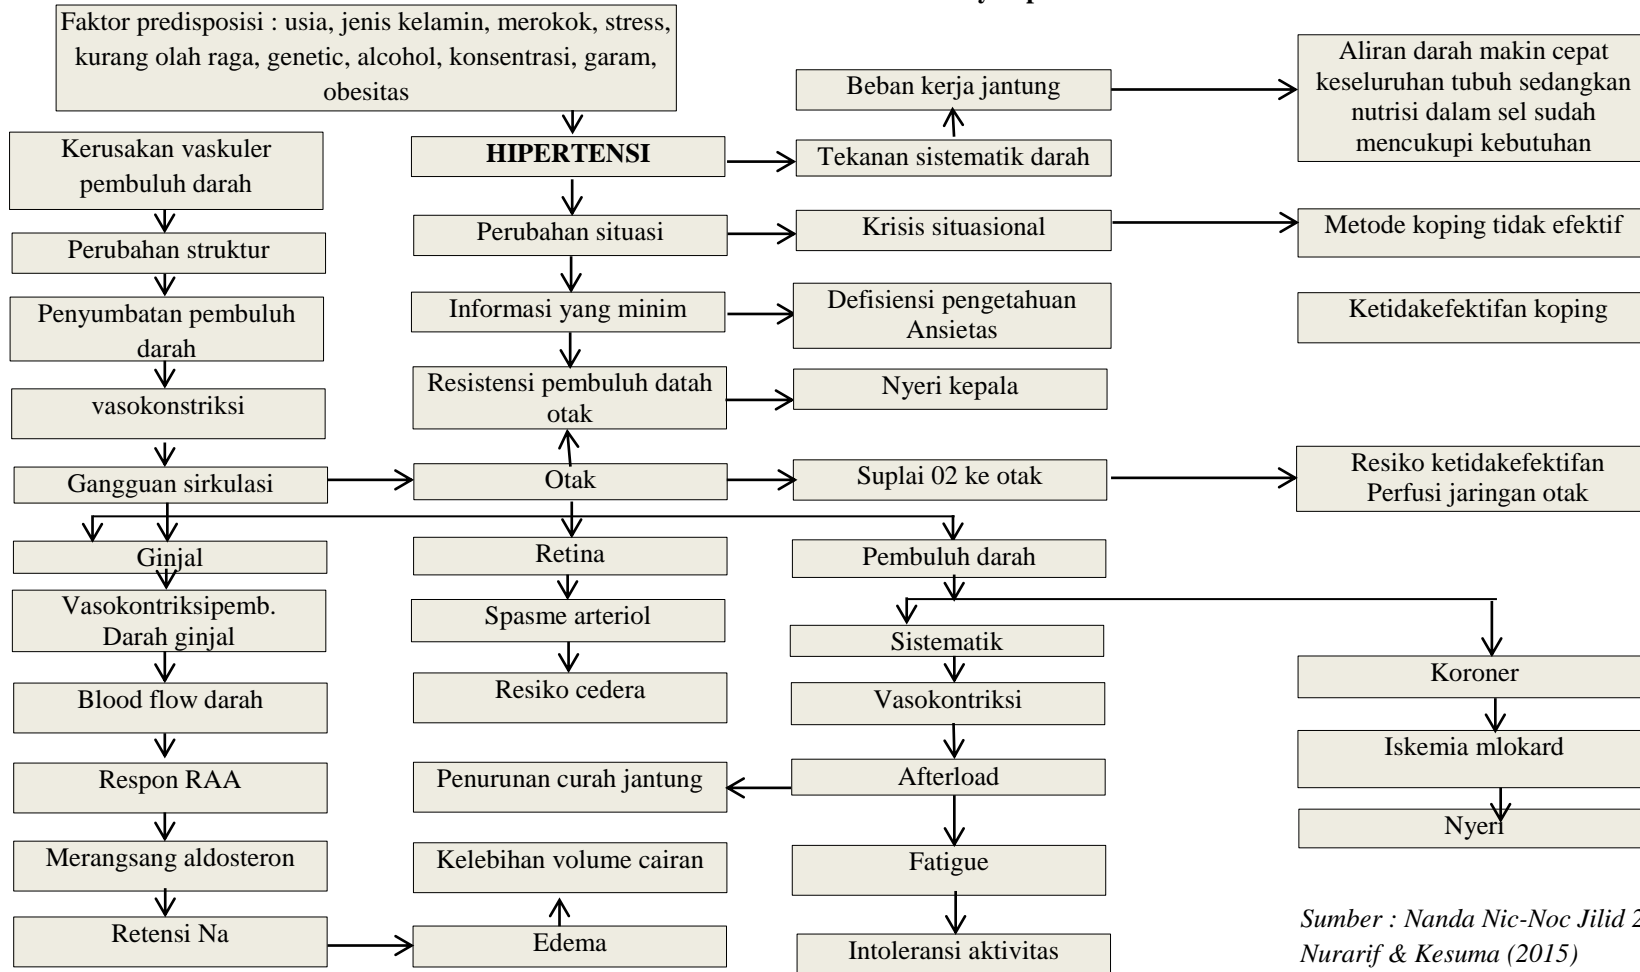 Faktor predisposisi : usia, jenis kelamin, merokok, stress,
kurang olah raga, genetic, alcohol, konsentrasi, garam,
obesitas
Beban kerja jantung
Aliran darah makin cepat
keseluruhan tubuh sedangkan
nutrisi dalam sel sudah
mencukupi kebutuhan
Kerusakan vaskuler
pembuluh darah
HIPERTENSI
Tekanan sistematik darah
Perubahan struktur
Perubahan situasi
Krisis situasional
Metode koping tidak efektif
Penyumbatan pembuluh
darah
Informasi yang minim
Defisiensi pengetahuan
Ansietas
Ketidakefektifan koping
vasokonstriksi
Resistensi pembuluh datah
otak
Nyeri kepala
Gangguan sirkulasi
Otak
Suplai 02 ke otak
Resiko ketidakefektifan
Perfusi jaringan otak
Ginjal
Retina
Pembuluh darah
Vasokontriksipemb.
Darah ginjal
Spasme arteriol
Sistematik
Koroner
Blood flow darah
Resiko cedera
Vasokontriksi
Iskemia mlokard
Respon RAA
Penurunan curah jantung
Afterload
Nyeri
Merangsang aldosteron
Kelebihan volume cairan
Fatigue
Retensi Na
Edema
Intoleransi aktivitas
Sumber : Nanda Nic-Noc Jilid 2
Nurarif & Kesuma (2015)